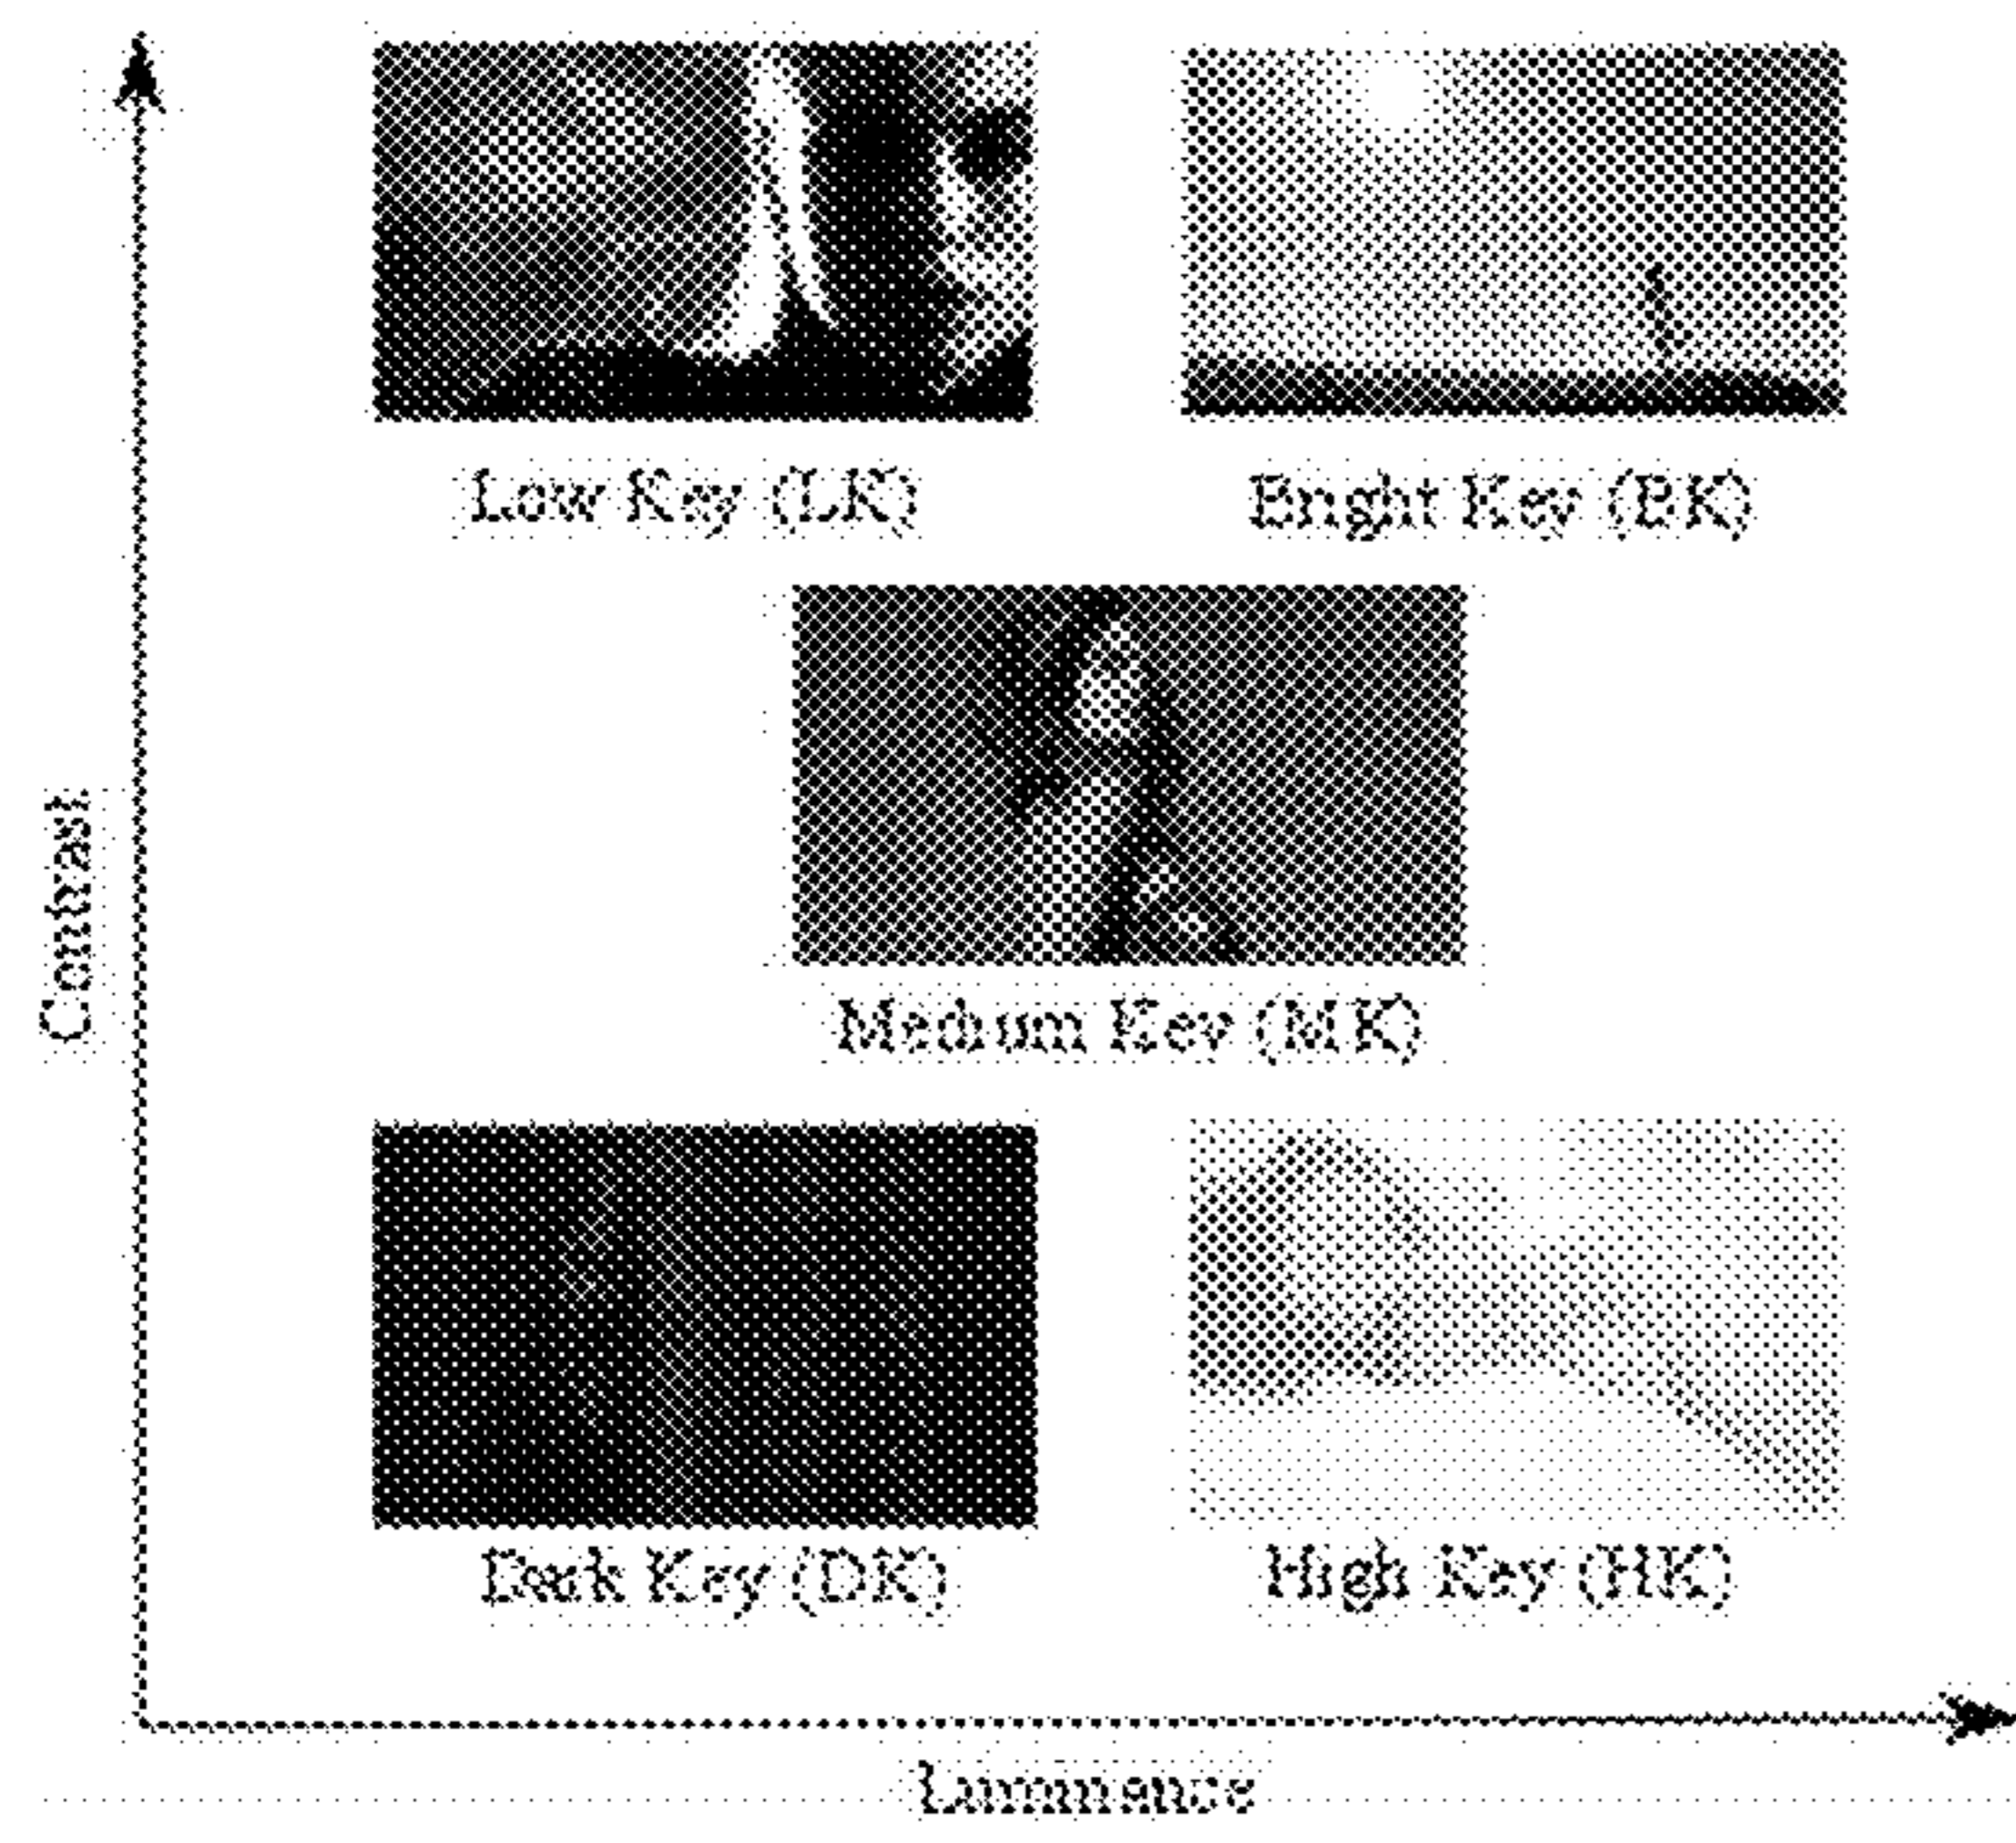 Low Key (LK)
Bright Key (BK)
Medium Key (MK)
Contrast
Dark Key (DK)
High Key (HK)
Luminance